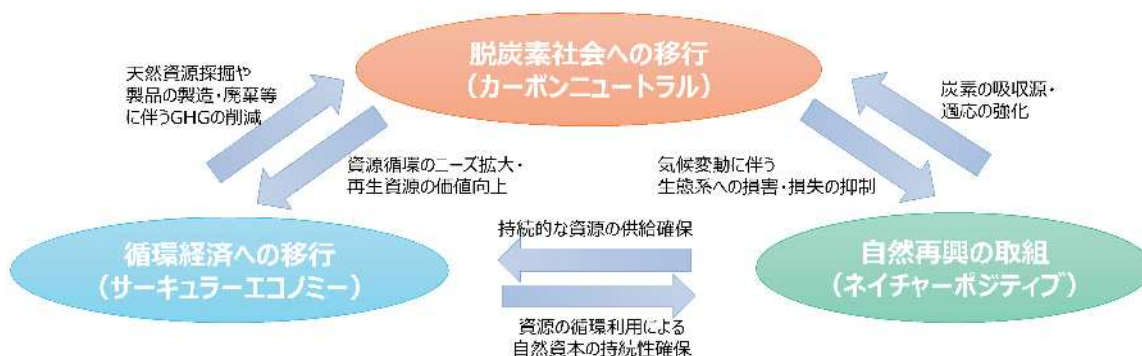 脱炭素社会への移行
(カーボンニュートラル)
天然資源採掘や
製品の製造・廃棄等
に伴うGHGの削減
炭素の吸収源・
適応の強化
資源循環のニーズ拡大・
再生資源の価値向上
気候変動に伴う
生態系への損害・損失の抑制
循環経済への移行
(サーキュラーエコノミー)
持続的な資源の供給確保
自然再興の取組
(ネイチャーポジティブ)
資源の循環利用による
自然資本の持続性確保